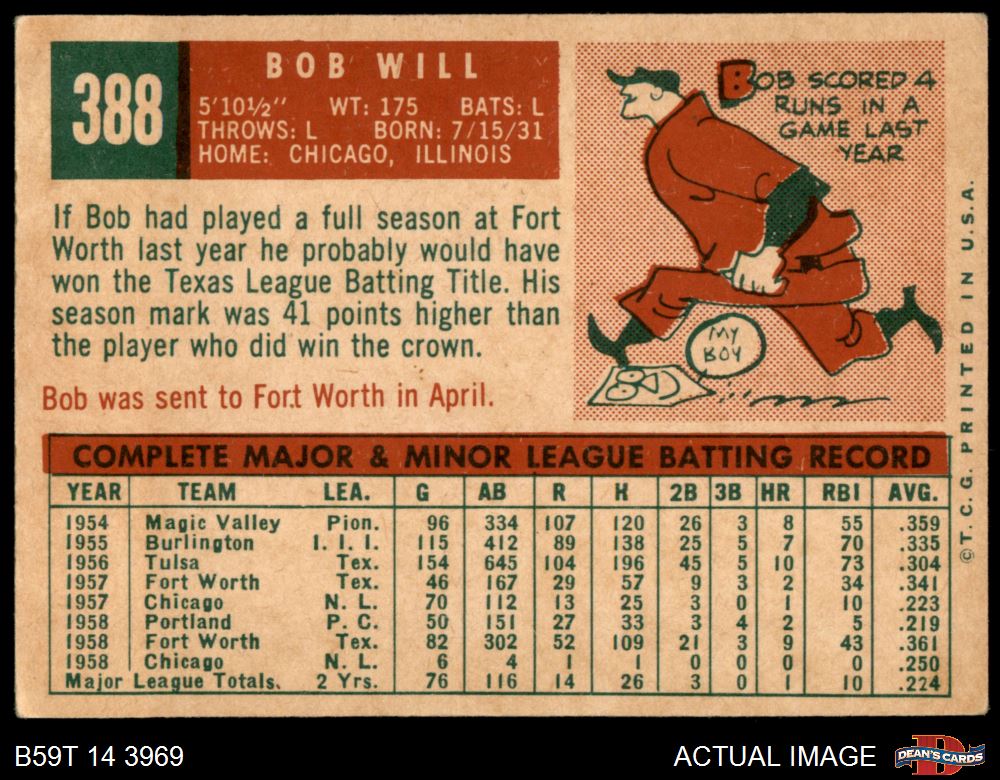 388
BOB WILL
5'10½" WT: 175 BATS: L
THROWS: L BORN: 7/15/31
HOME: CHICAGO, ILLINOIS
BOB SCORED 4
RUNS IN A
GAME LAST
YEAR
MY
BOY
If Bob had played a full season at Fort
Worth last year he probably would have
won the Texas League Batting Title. His
season mark was 41 points higher than
the player who did win the crown.
Bob was sent to Fort Worth in April.
COMPLETE MAJOR & MINOR LEAGUE BATTING RECORD
YEAR TEAM LEA. G AB R H 2B 3B HR RBI AVG.
1954 Magic Valley Pion. 96 334 107 120 26 3 8 55 .359
1955 Burlington I. I. I. 115 412 89 138 25 5 7 70 .335
1956 Tulsa Tex. 154 645 104 196 45 5 10 73 .304
1957 Fort Worth Tex. 46 167 29 57 9 3 2 34 .341
1957 Chicago N. L. 70 112 13 25 3 0 1 10 .223
1958 Portland P. C. 50 151 27 33 3 4 2 5 .219
1958 Fort Worth Tex. 82 302 52 109 21 3 9 43 .361
1958 Chicago N. L. 6 4 1 1 0 0 0 0 .250
Major League Totals. 2 Yrs. 76 116 14 26 3 0 1 10 .224
© T. C. G. PRINTED IN U.S.A.
B59T 14 3969
ACTUAL IMAGE
D
DEAN'S CARDS